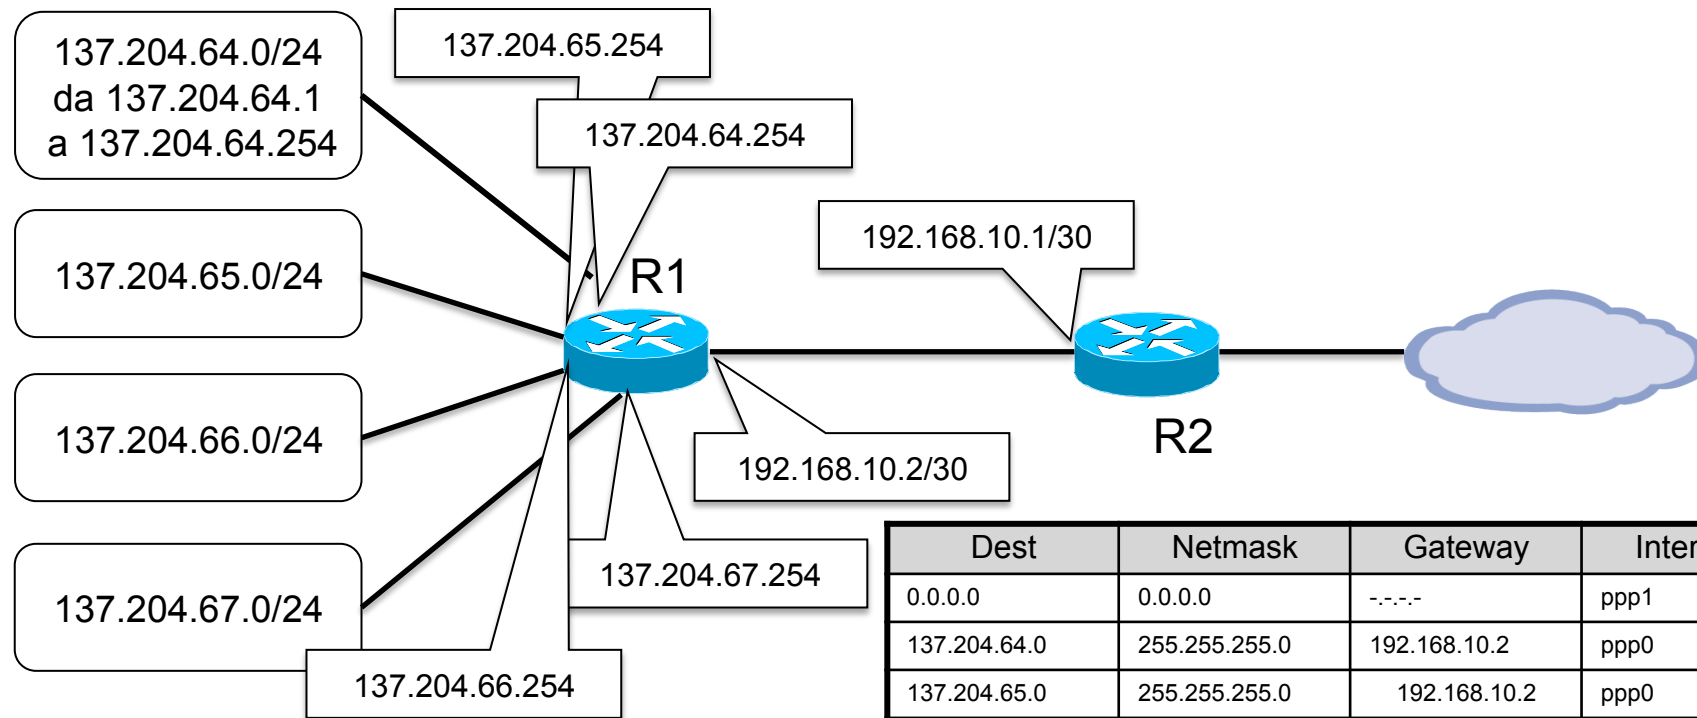 137.204.64.0/24
da 137.204.64.1
a 137.204.64.254
137.204.65.254
137.204.64.254
192.168.10.1/30
137.204.65.0/24
R1
137.204.66.0/24
R2
192.168.10.2/30
137.204.67.254
137.204.67.0/24
137.204.66.254
Dest Netmask Gateway Inter
0.0.0.0 0.0.0.0 -.-.-.- ppp1
137.204.64.0 255.255.255.0 192.168.10.2 ppp0
137.204.65.0 255.255.255.0 192.168.10.2 ppp0